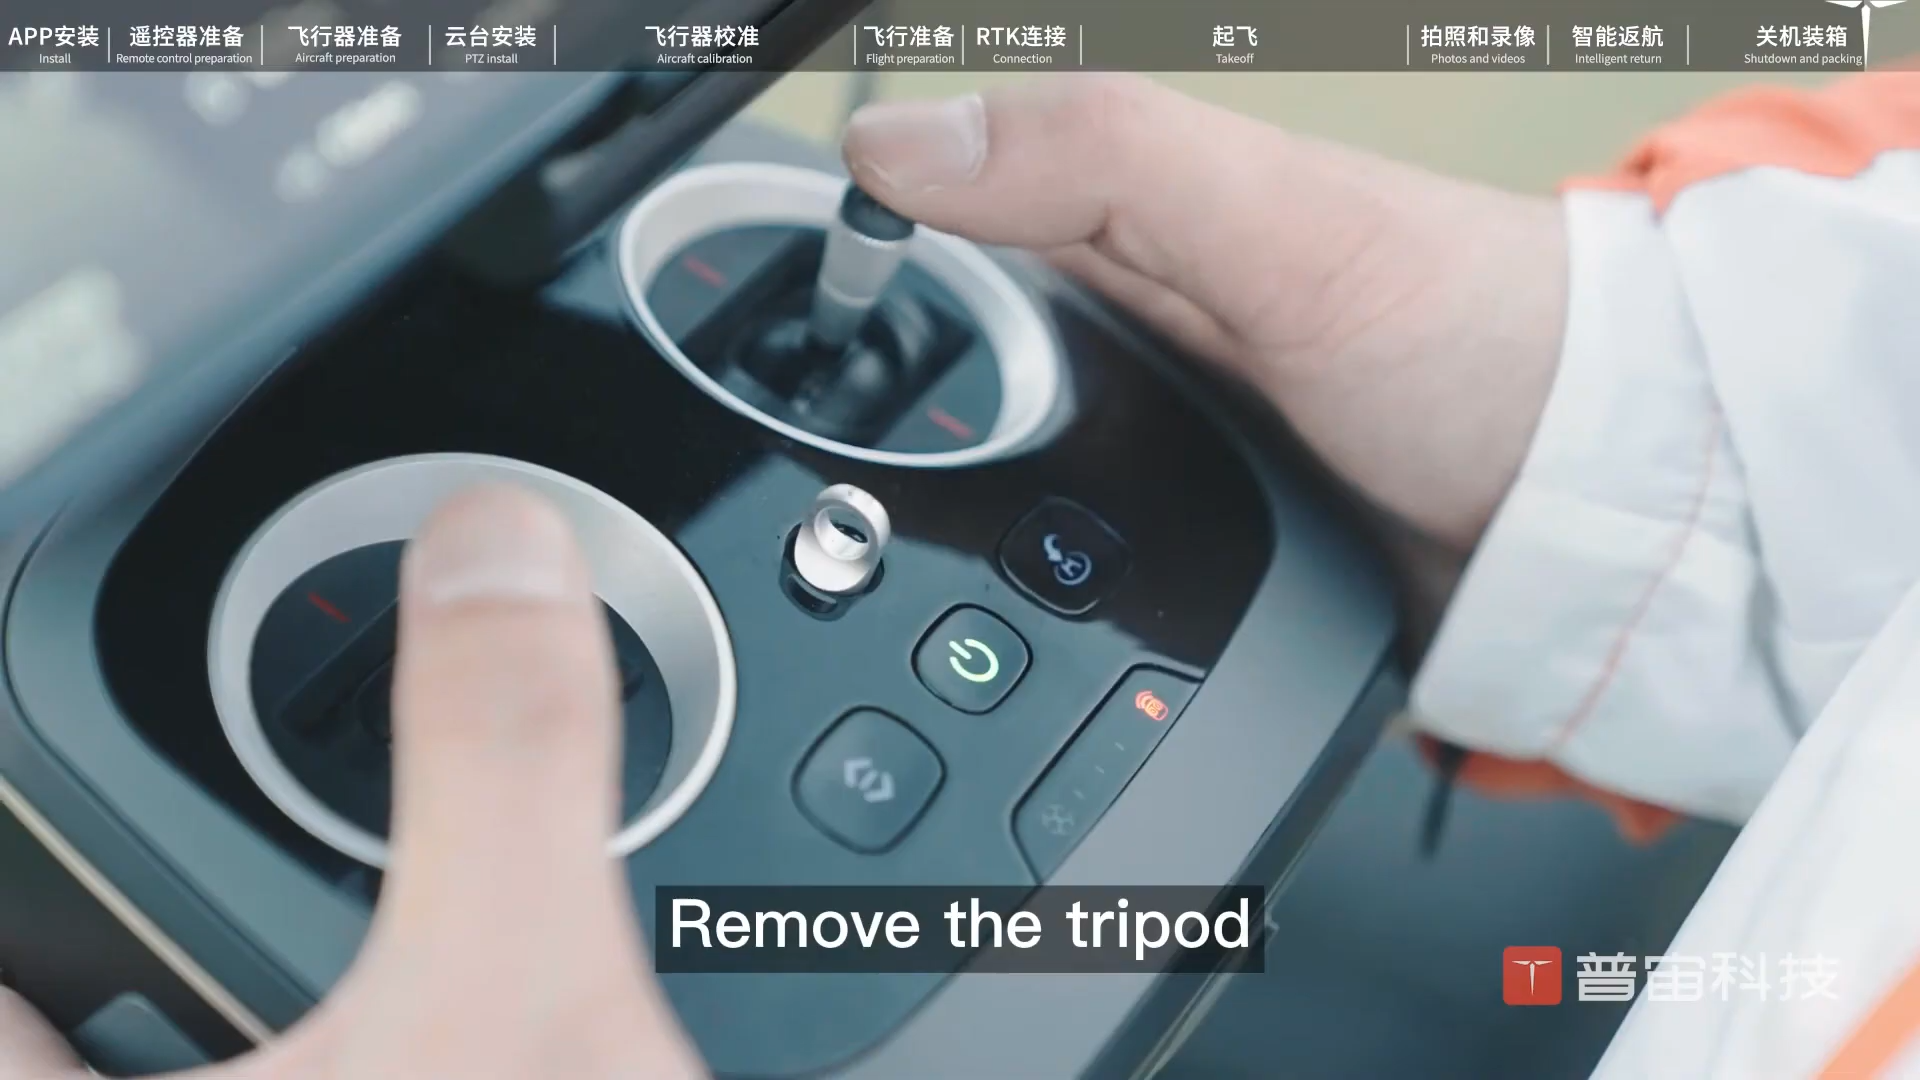 APP安装
Install
遥控器准备
Remote control preparation
飞行器准备
Aircraft preparation
云台安装
PTZ install
飞行器校准
Aircraft calibration
飞行准备
Flight preparation
RTK连接
Connection
起飞
Takeoff
拍照和录像
Photos and videos
智能返航
Intelligent return
关机装箱
Shutdown and packing
Remove the tripod
普宙科技